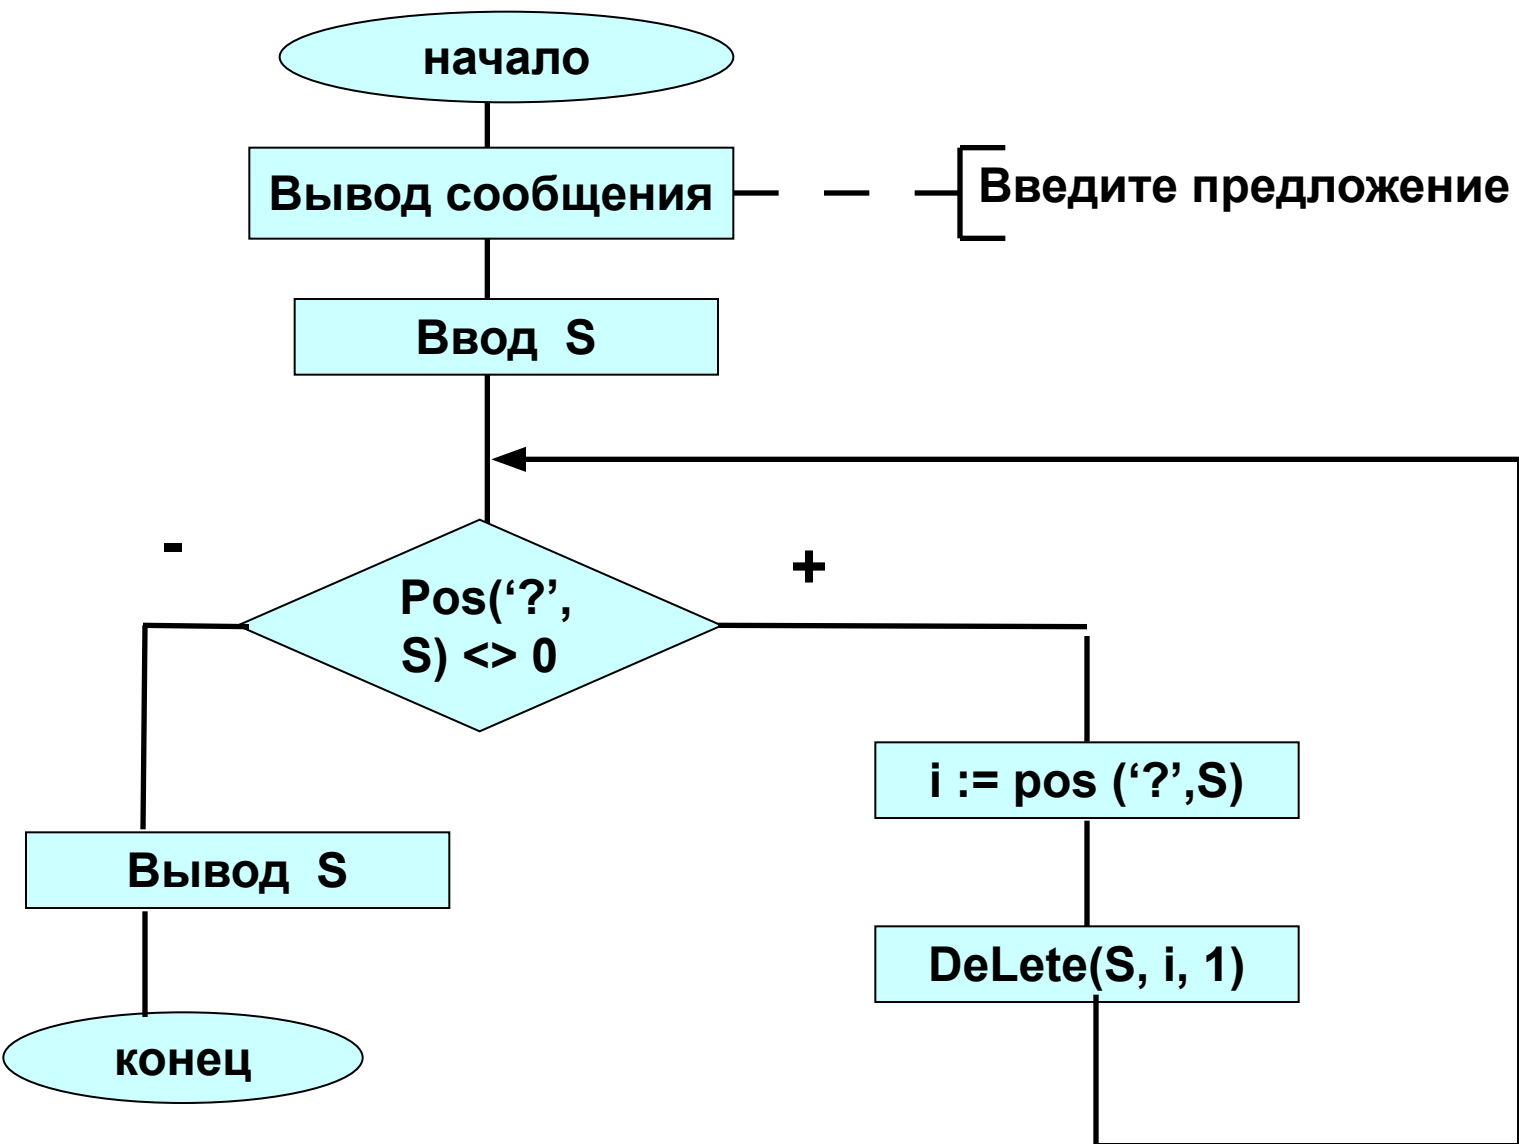 начало
Вывод сообщения
Введите предложение
Ввод S
-
+
Pos(‘?’,
S) <> 0
i := pos (‘?’,S)
Вывод S
DeLete(S, i, 1)
конец